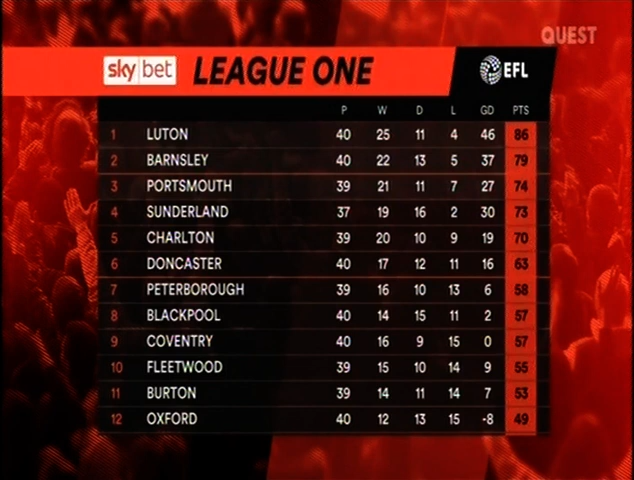 QUEST
sky bet LEAGUE ONE EFL
P W D L GD PTS
1 LUTON 40 25 11 4 46 86
2 BARNSLEY 40 22 13 5 37 79
3 PORTSMOUTH 39 21 11 7 27 74
4 SUNDERLAND 37 19 16 2 30 73
5 CHARLTON 39 20 10 9 19 70
6 DONCASTER 40 17 12 11 16 63
7 PETERBOROUGH 39 16 10 13 6 58
8 BLACKPOOL 40 14 15 11 2 57
9 COVENTRY 40 16 9 15 0 57
10 FLEETWOOD 39 15 10 14 9 55
11 BURTON 39 14 11 14 7 53
12 OXFORD 40 12 13 15 -8 49